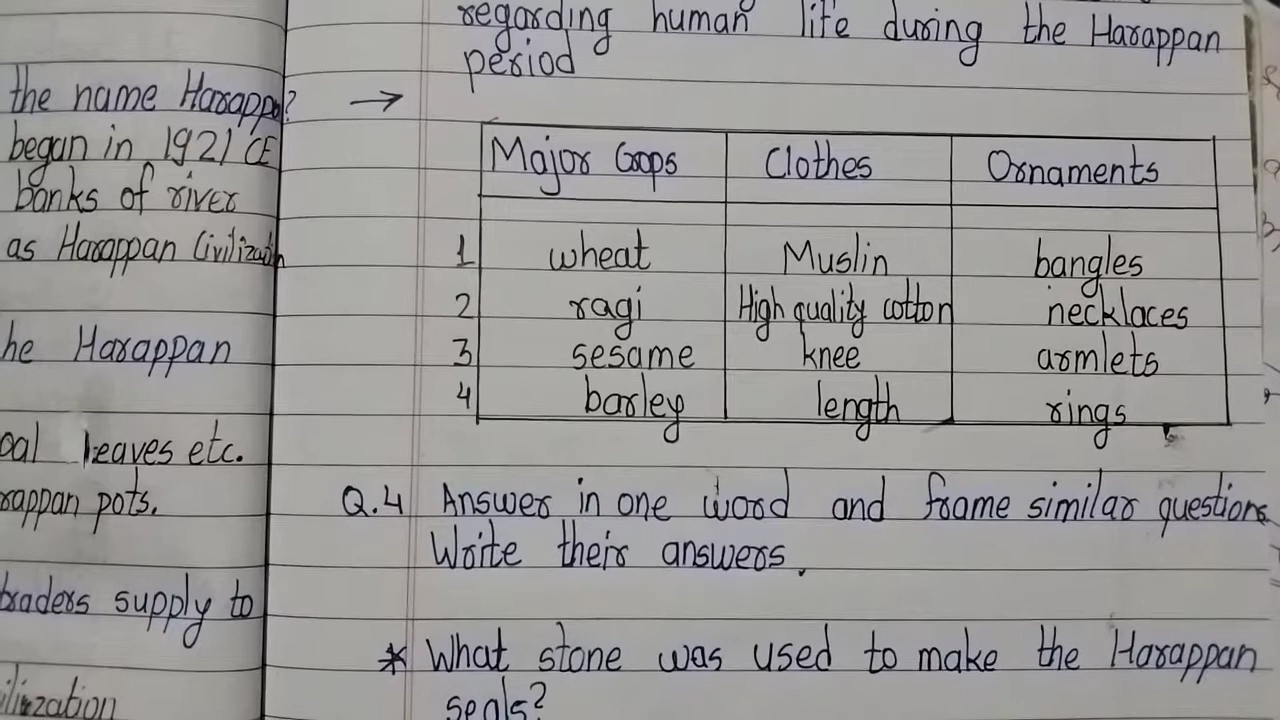 the name Harappa?
began in 1921 CE
banks of river
as Harappan Civilization
he Harappan
leaves etc.
rappan pots.
traders supply to
regarding human life during the Harappan
period
→
Major Crops Clothes Ornaments
1 wheat Muslin bangles
2 ragi High quality cotton necklaces
3 sesame knee armlets
4 barley length rings
Q.4 Answer in one word and frame similar questions
Write their answers.
* What stone was used to make the Harappan
seals?